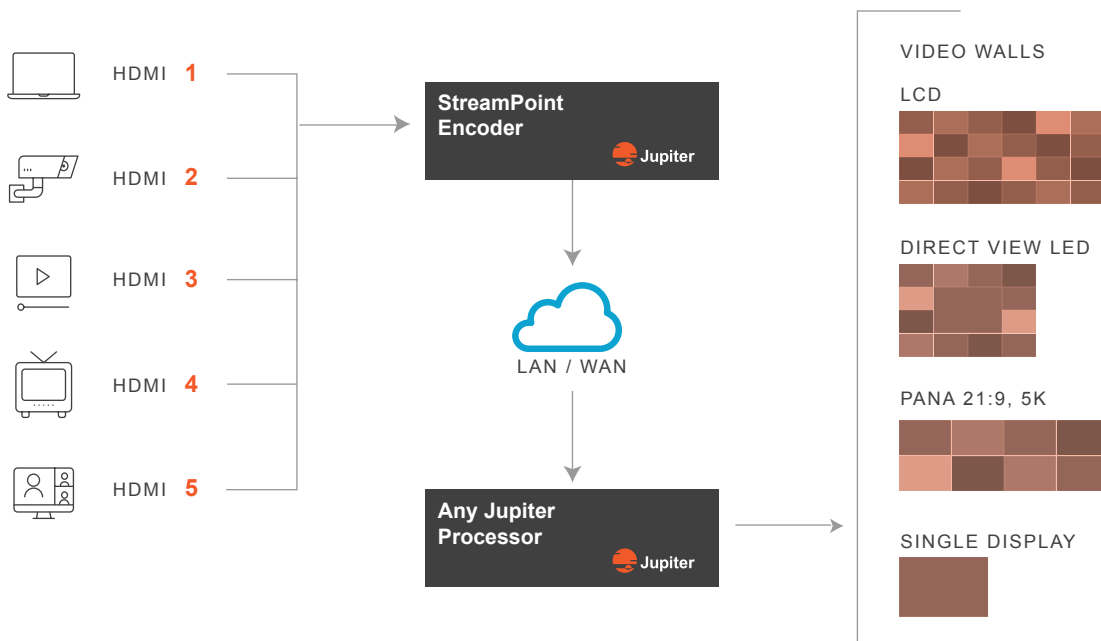 HDMI 1
HDMI 2
HDMI 3
HDMI 4
HDMI 5
StreamPoint
Encoder
Jupiter
LAN / WAN
Any Jupiter
Processor
Jupiter
VIDEO WALLS
LCD
DIRECT VIEW LED
PANA 21:9, 5K
SINGLE DISPLAY